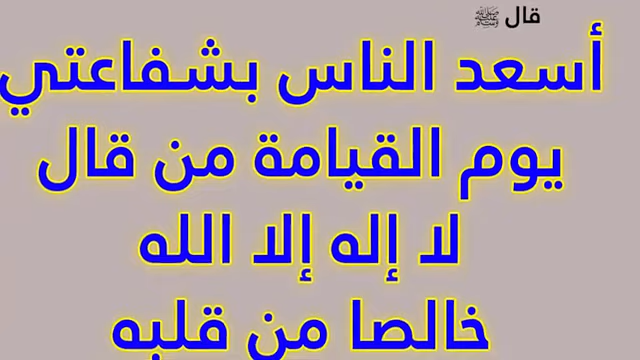 قال ﷺ
أسعد الناس بشفاعتي
يوم القيامة من قال
لا إله إلا الله
خالصا من قلبه